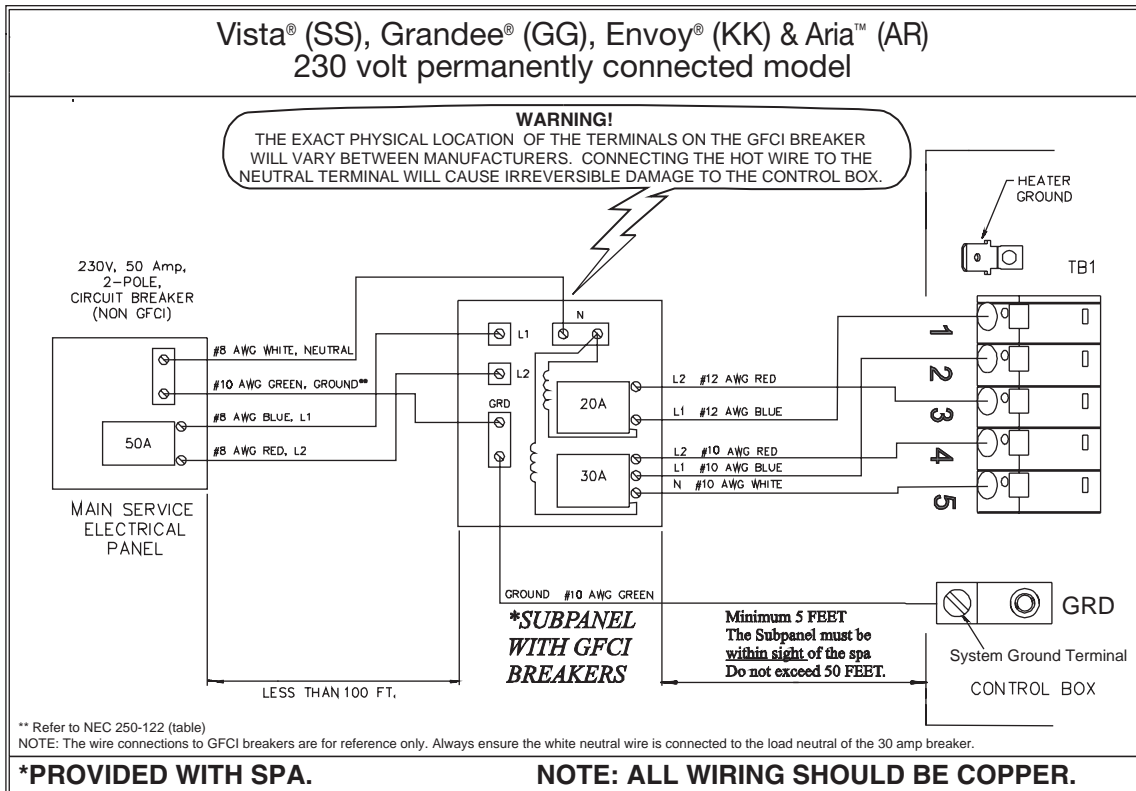 Vista® (SS), Grandee® (GG), Envoy® (KK) & Aria™ (AR)
230 volt permanently connected model
WARNING!
THE EXACT PHYSICAL LOCATION OF THE TERMINALS ON THE GFCI BREAKER
WILL VARY BETWEEN MANUFACTURERS. CONNECTING THE HOT WIRE TO THE
NEUTRAL TERMINAL WILL CAUSE IRREVERSIBLE DAMAGE TO THE CONTROL BOX.
HEATER
GROUND
TB1
230V, 50 Amp,
2-POLE,
CIRCUIT BREAKER
(NON GFCI)
#8 AWG WHITE, NEUTRAL
#10 AWG GREEN, GROUND**
#8 AWG BLUE, L1
#8 AWG RED, L2
50A
MAIN SERVICE
ELECTRICAL
PANEL
L1
N
L2
GRD
20A
30A
L2 #12 AWG RED
L1 #12 AWG BLUE
L2 #10 AWG RED
L1 #10 AWG BLUE
N #10 AWG WHITE
1
2
3
4
5
GROUND #10 AWG GREEN
*SUBPANEL
WITH GFCI
BREAKERS
Minimum 5 FEET
The Subpanel must be
within sight of the spa
Do not exceed 50 FEET.
GRD
System Ground Terminal
CONTROL BOX
LESS THAN 100 FT.
** Refer to NEC 250-122 (table)
NOTE: The wire connections to GFCI breakers are for reference only. Always ensure the white neutral wire is connected to the load neutral of the 30 amp breaker.
*PROVIDED WITH SPA.
NOTE: ALL WIRING SHOULD BE COPPER.